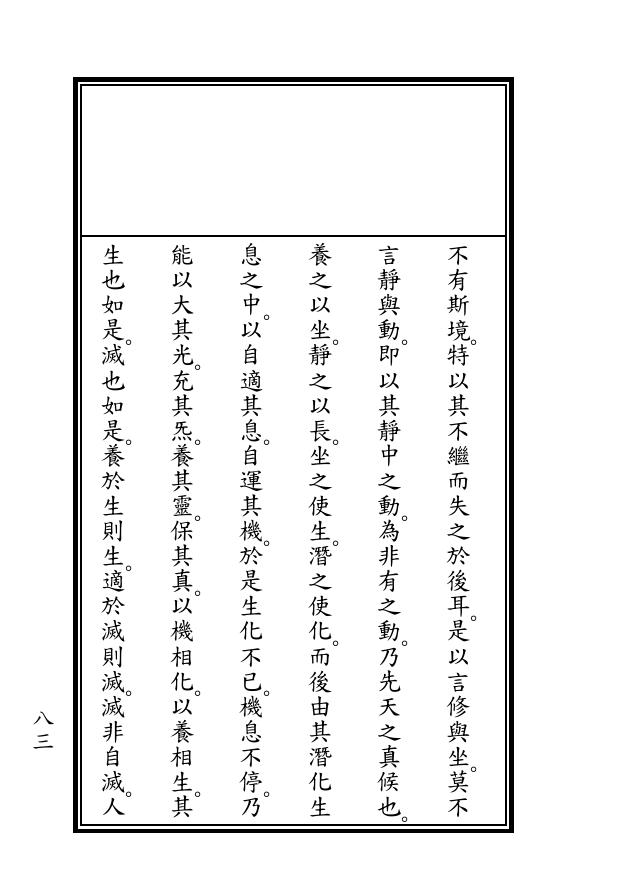 不有斯境。特以其不繼而失之於後耳。是以言修與坐。莫不
言靜與動。即以其靜中之動。為非有之動。乃先天之真候也。
養之以坐。靜之以長。坐之使生。潛之使化。而後由其潛化生
息之中。以自適其息。自運其機。於是生化不已。機息不停。乃
能以大其光。充其炁。養其靈。保其真。以機相化。以養相生。其
生也如是。滅也如是。養於生則生。適於滅則滅。滅非自滅。人
八三